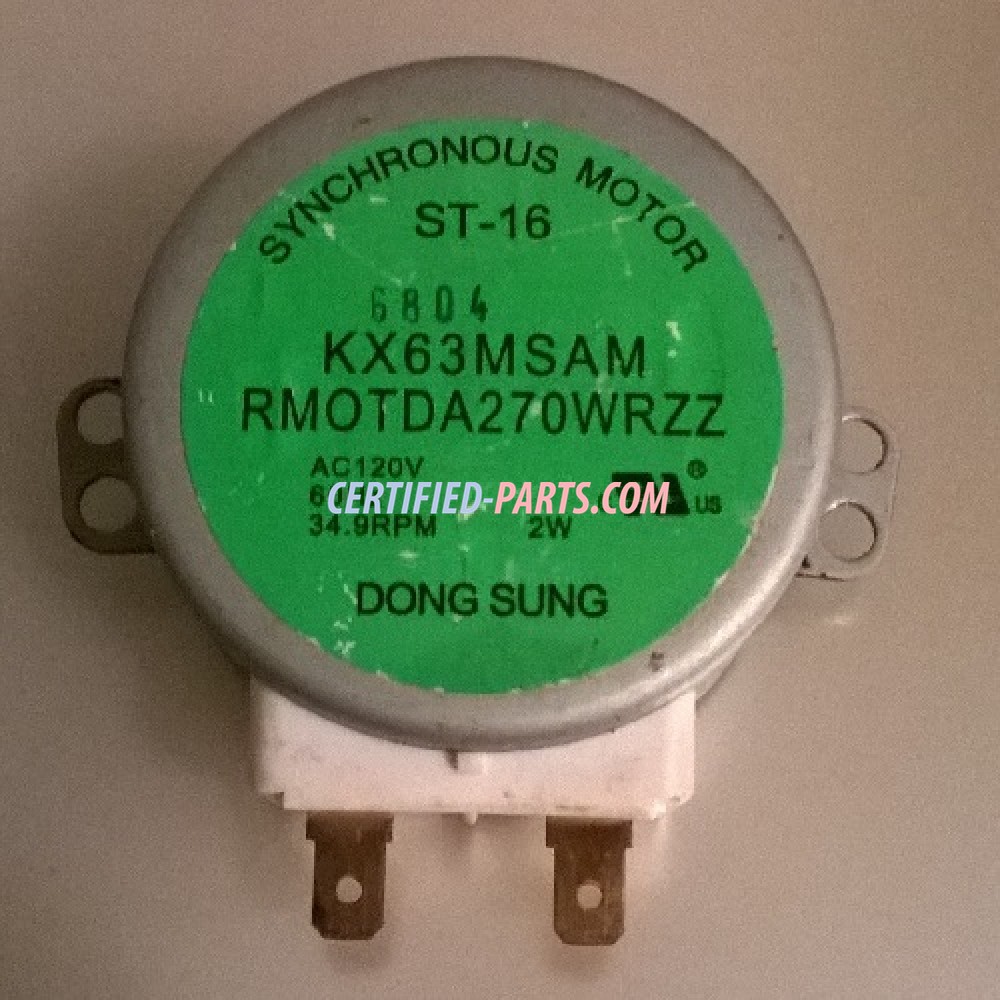 SYNCHRONOUS MOTOR
ST-16
6804
KX63MSAM
RMOTDA270WRZZ
AC120V
®
CERTIFIED-PARTS.COM
US
34.9RPM 2W
DONG SUNG